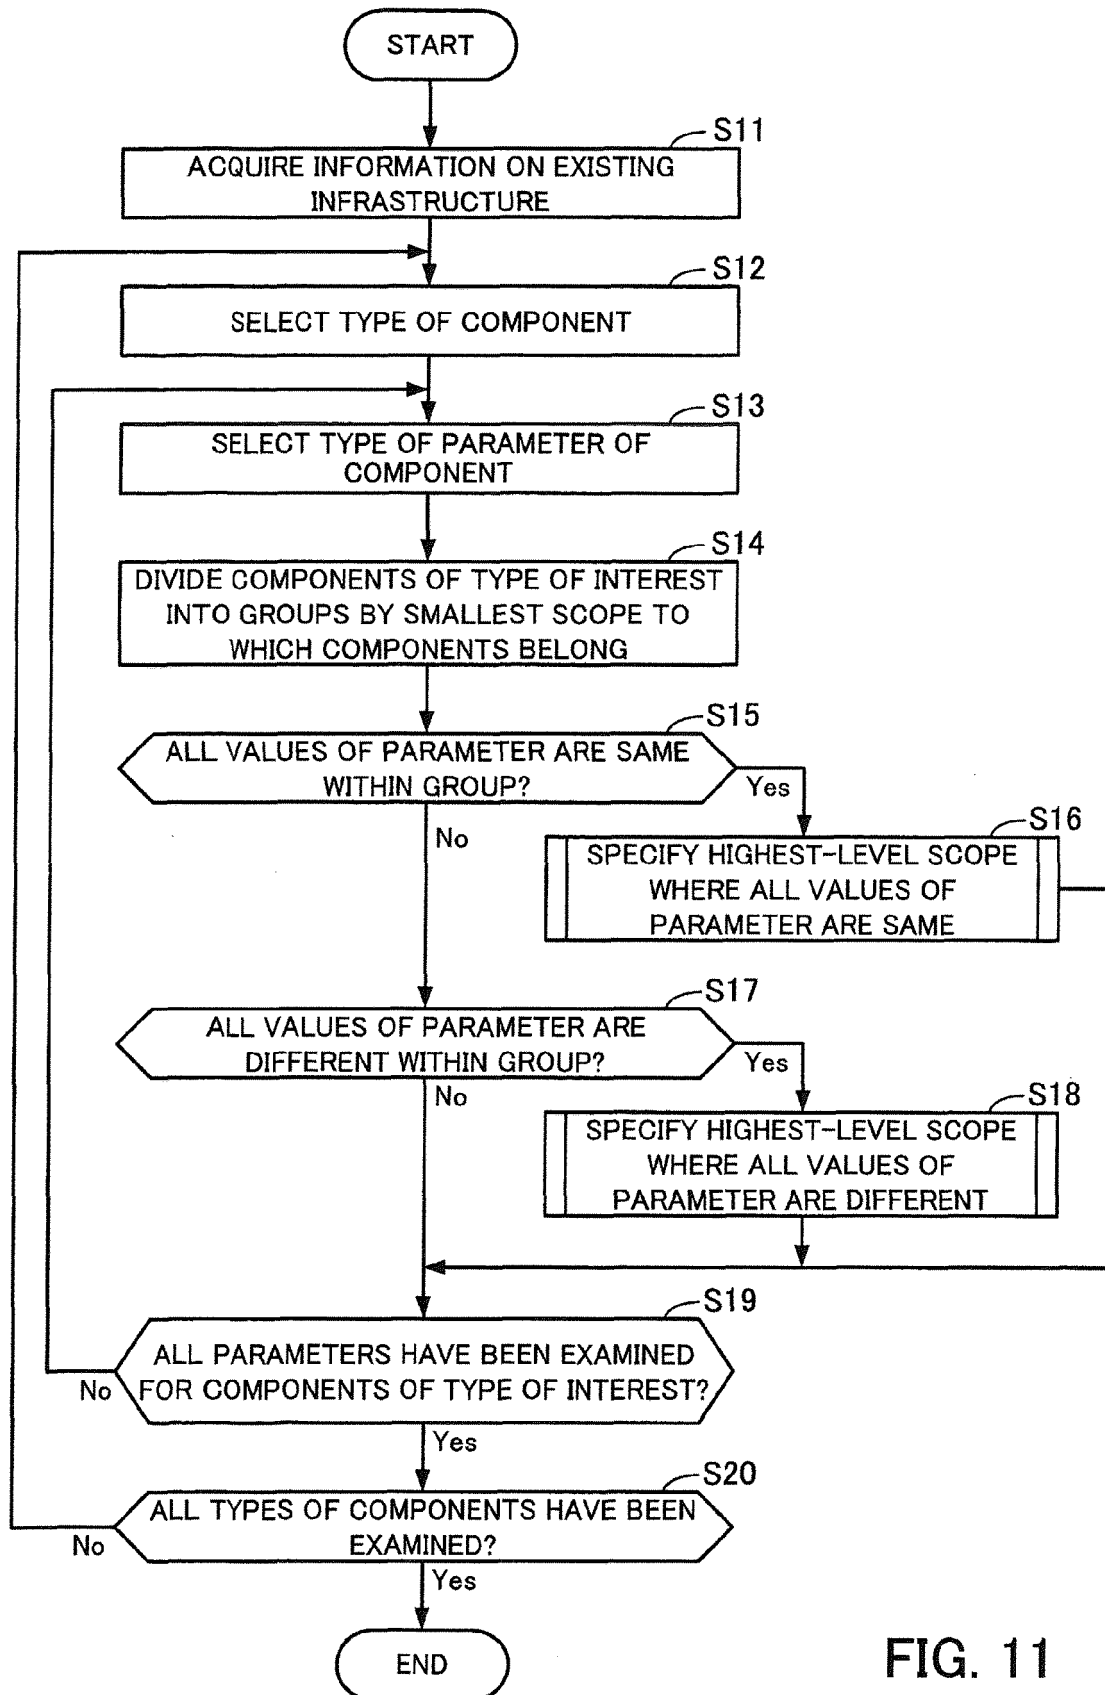 START
S11
ACQUIRE INFORMATION ON EXISTING
INFRASTRUCTURE
S12
SELECT TYPE OF COMPONENT
S13
SELECT TYPE OF PARAMETER OF
COMPONENT
S14
DIVIDE COMPONENTS OF TYPE OF INTEREST
INTO GROUPS BY SMALLEST SCOPE TO
WHICH COMPONENTS BELONG
S15
ALL VALUES OF PARAMETER ARE SAME
WITHIN GROUP?
Yes
No
S16
SPECIFY HIGHEST-LEVEL SCOPE
WHERE ALL VALUES OF
PARAMETER ARE SAME
S17
ALL VALUES OF PARAMETER ARE
DIFFERENT WITHIN GROUP?
Yes
No
S18
SPECIFY HIGHEST-LEVEL SCOPE
WHERE ALL VALUES OF
PARAMETER ARE DIFFERENT
S19
ALL PARAMETERS HAVE BEEN EXAMINED
FOR COMPONENTS OF TYPE OF INTEREST?
No
Yes
S20
ALL TYPES OF COMPONENTS HAVE BEEN
EXAMINED?
No
Yes
END
FIG. 11